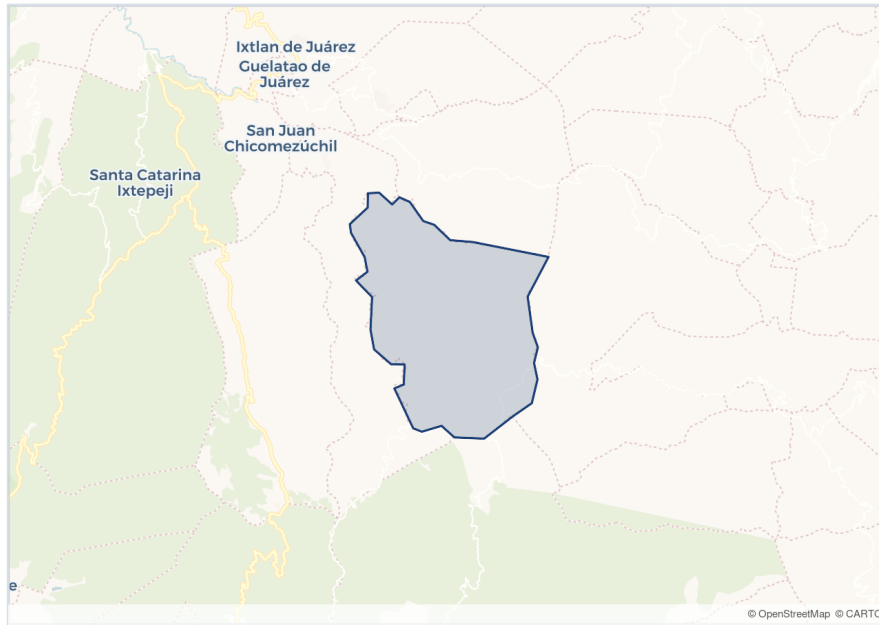 Ixtlan de Juárez
Guelatao de
Juárez
San Juan
Chicomezúchil
Santa Catarina
Ixtepeji
e
© OpenStreetMap © CARTO